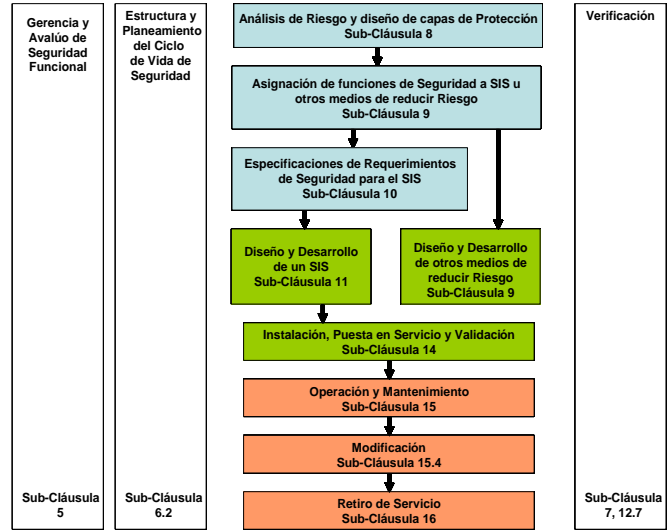 Gerencia y
Avalúo de
Seguridad
Funcional
Sub-Cláusula
5
Estructura y
Planeamiento
del Ciclo
de Vida de
Seguridad
Sub-Cláusula
6.2
Análisis de Riesgo y diseño de capas de Protección
Sub-Cláusula 8
Asignación de funciones de Seguridad a SIS u
otros medios de reducir Riesgo
Sub-Cláusula 9
Especificaciones de Requerimientos
de Seguridad para el SIS
Sub-Cláusula 10
Diseño y Desarrollo
de un SIS
Sub-Cláusula 11
Diseño y Desarrollo
de otros medios de
reducir Riesgo
Sub-Cláusula 9
Instalación, Puesta en Servicio y Validación
Sub-Cláusula 14
Operación y Mantenimiento
Sub-Cláusula 15
Modificación
Sub-Cláusula 15.4
Retiro de Servicio
Sub-Cláusula 16
Verificación
Sub-Cláusula
7, 12.7